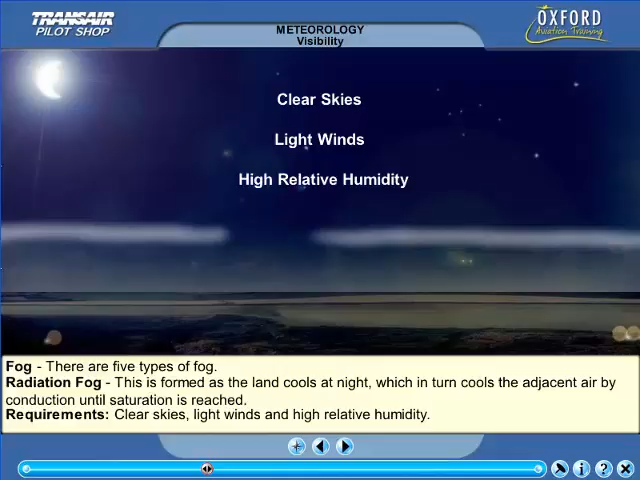 TRANSAIR
PILOT SHOP
METEOROLOGY
Visibility
OXFORD
Aviation Training
Clear Skies
Light Winds
High Relative Humidity
Fog - There are five types of fog.
Radiation Fog - This is formed as the land cools at night, which in turn cools the adjacent air by
conduction until saturation is reached.
Requirements: Clear skies, light winds and high relative humidity.